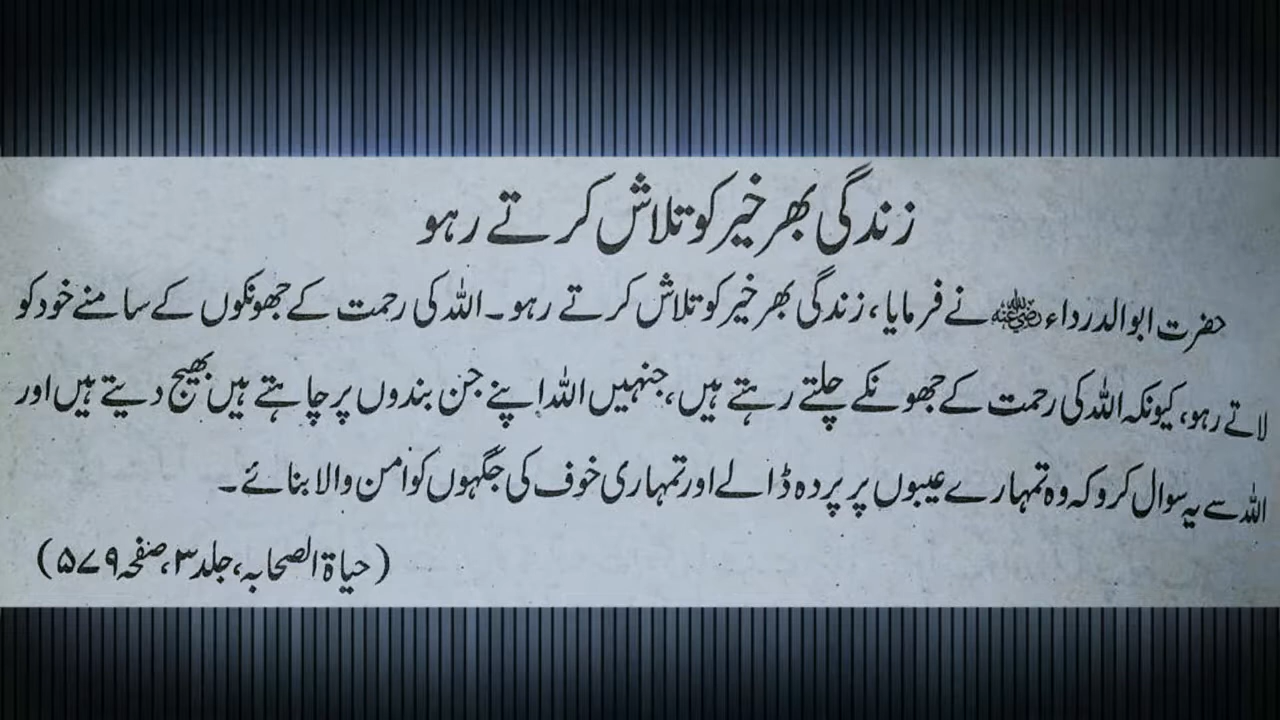 زندگی بھر خیر کو تلاش کرتے رہو
حضرت ابوالدرداء رضی اللہ عنہ نے فرمایا، زندگی بھر خیر کو تلاش کرتے رہو۔ اللہ کی رحمت کے جھونکوں کے سامنے خود کو
لاتے رہو، کیونکہ اللہ کی رحمت کے جھونکے چلتے رہتے ہیں، جنہیں اللہ اپنے جن بندوں پر چاہتے ہیں بھیج دیتے ہیں اور
اللہ سے یہ سوال کرو کہ وہ تمہارے عیبوں پر پردہ ڈالے اور تمہاری خوف کی جگہوں کو امن والا بنائے۔
(حیاۃ الصحابہ، جلد ۳، صفحہ ۵۷۹)